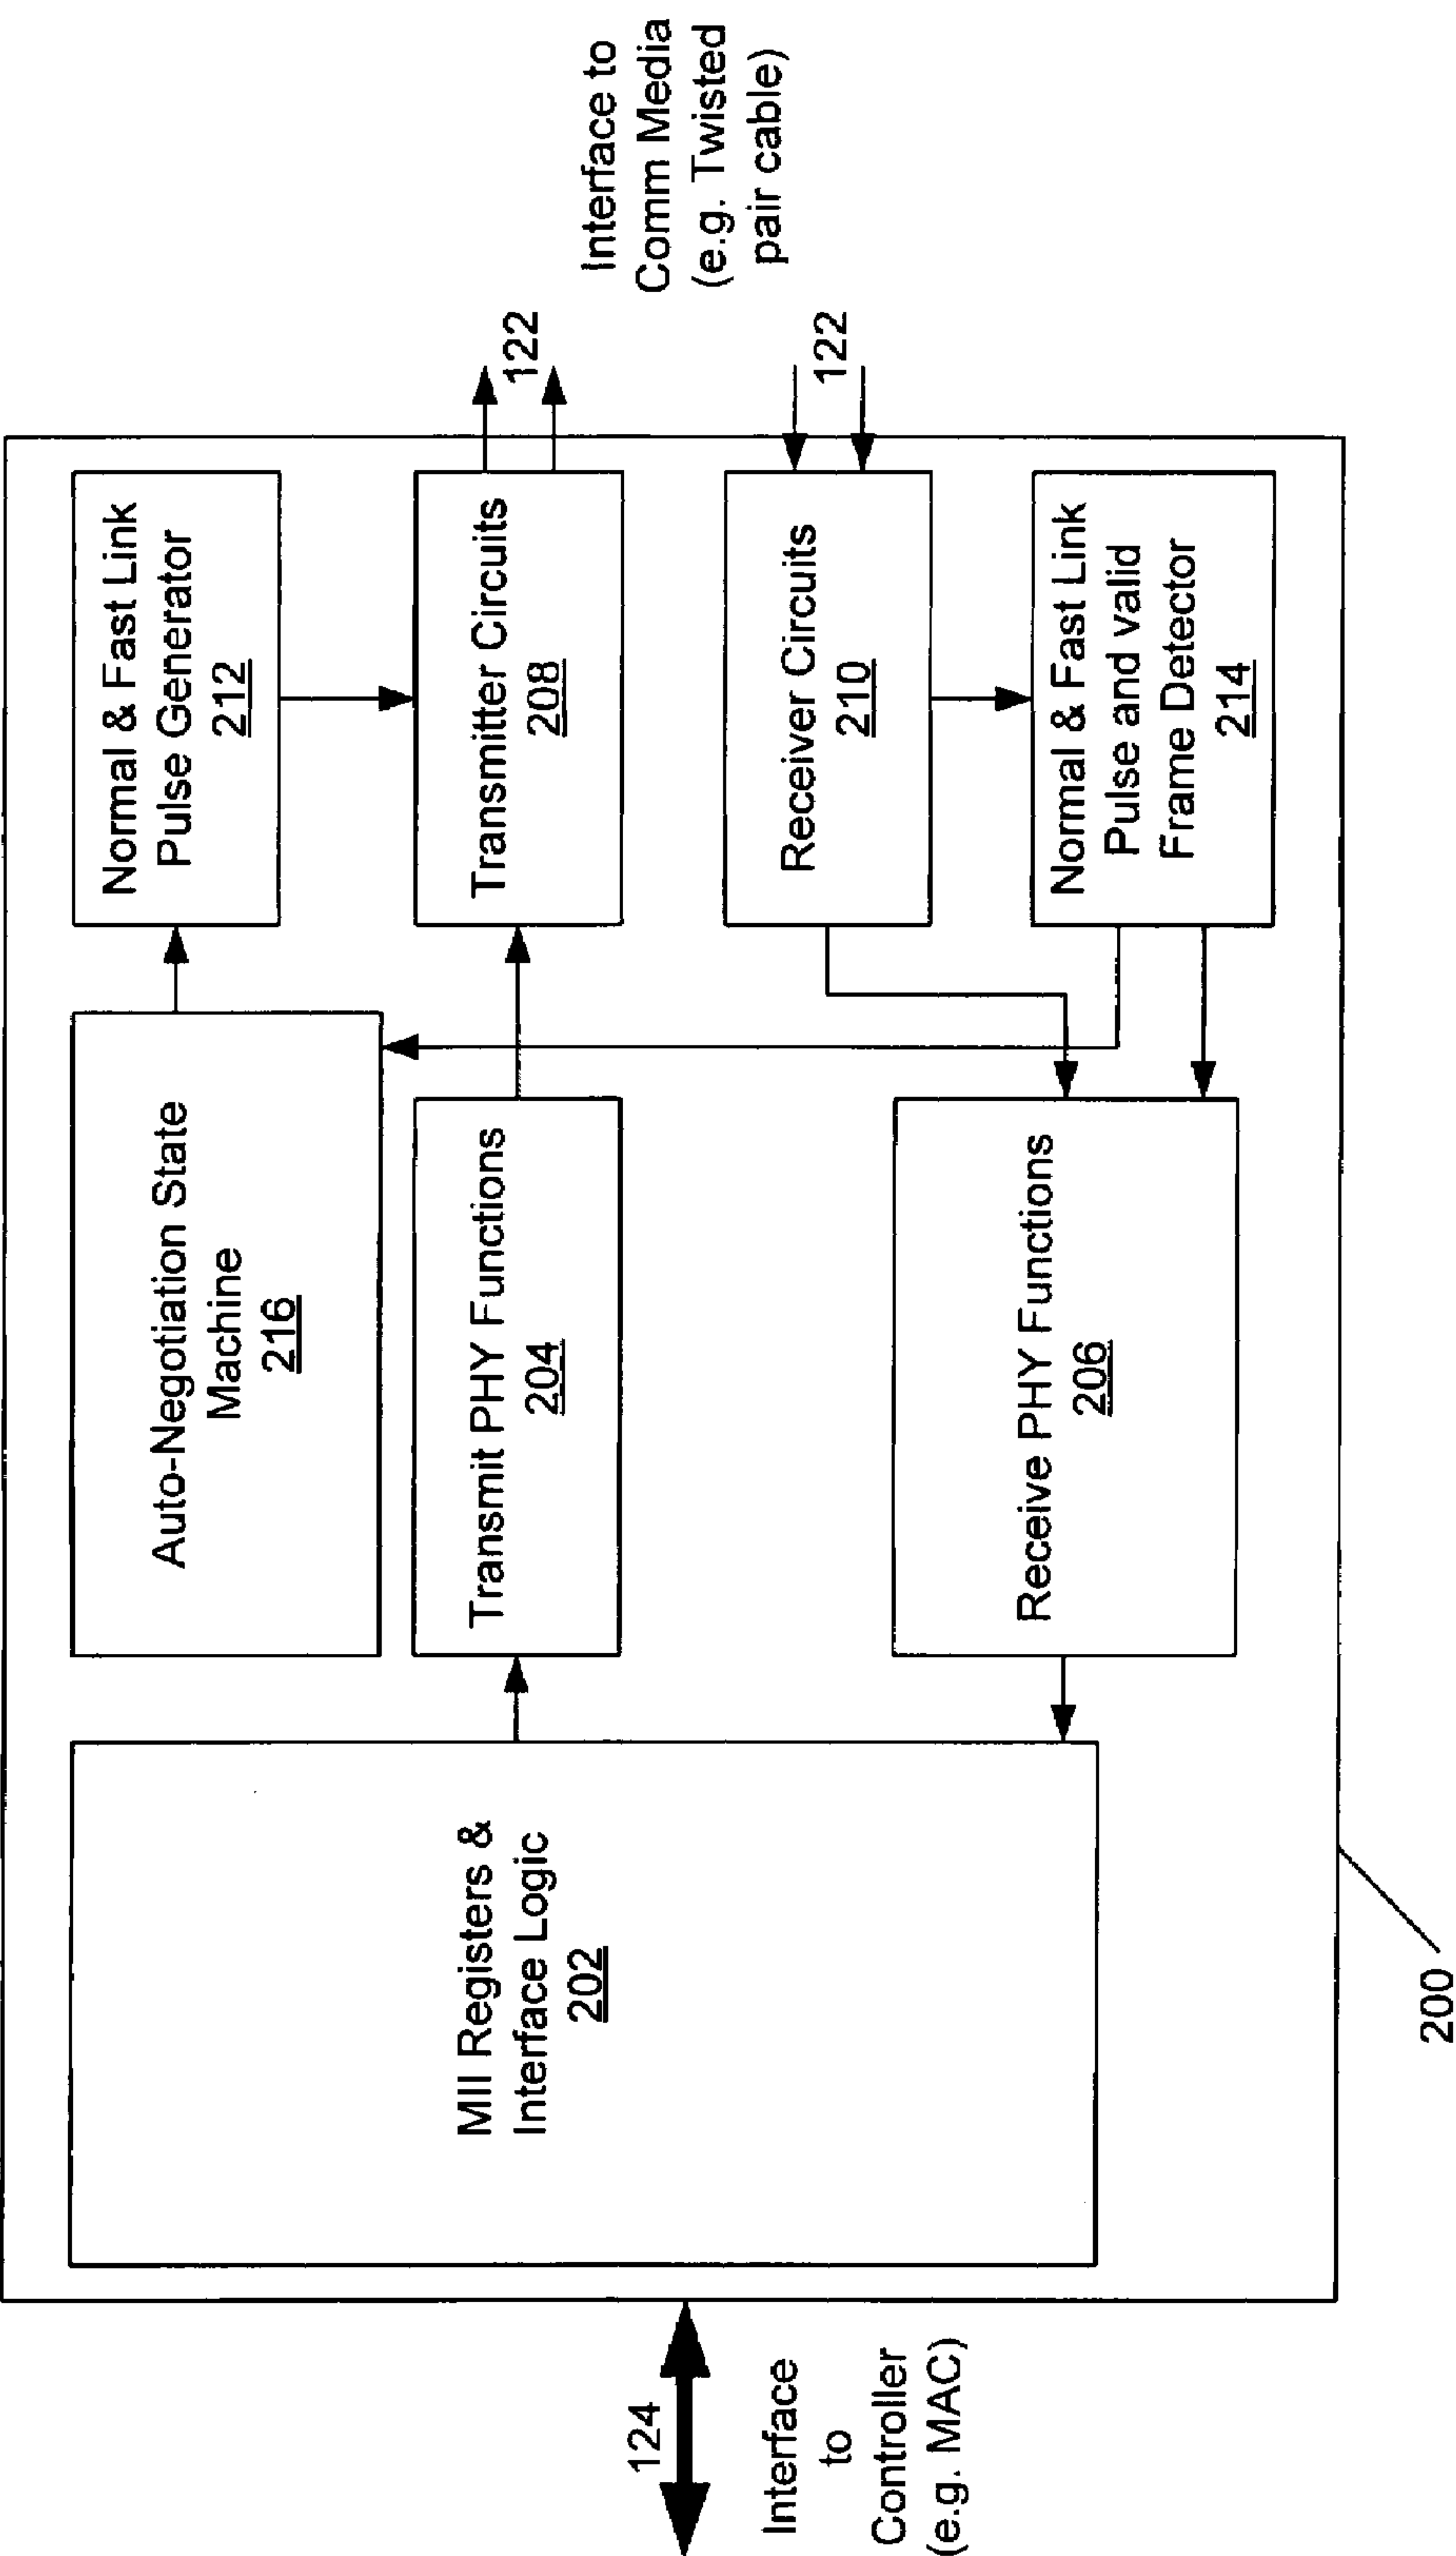 124
Interface
to
Controller
(e.g. MAC)
MII Registers &
Interface Logic
202
Auto-Negotiation State
Machine
216
Transmit PHY Functions
204
Receive PHY Functions
206
Normal & Fast Link
Pulse Generator
212
Transmitter Circuits
208
Receiver Circuits
210
Normal & Fast Link
Pulse and valid
Frame Detector
214
122
122
Interface to
Comm Media
(e.g. Twisted
pair cable)
200